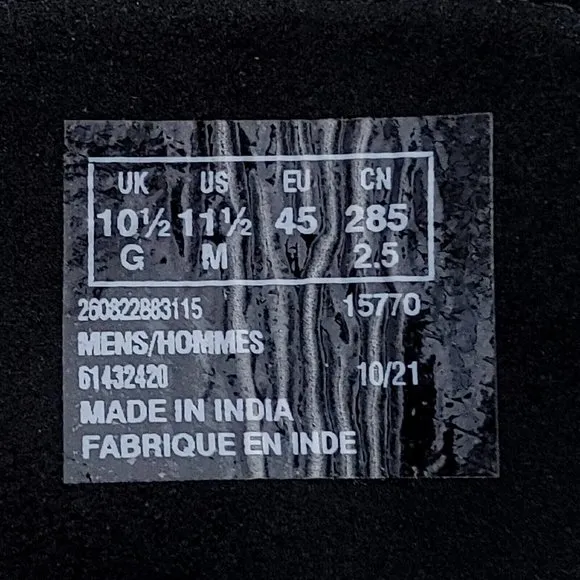 UK US EU CN
10½ 11½ 45 285
G M 2.5
260822883115 15770
MENS/HOMMES
61432420 10/21
MADE IN INDIA
FABRIQUE EN INDE